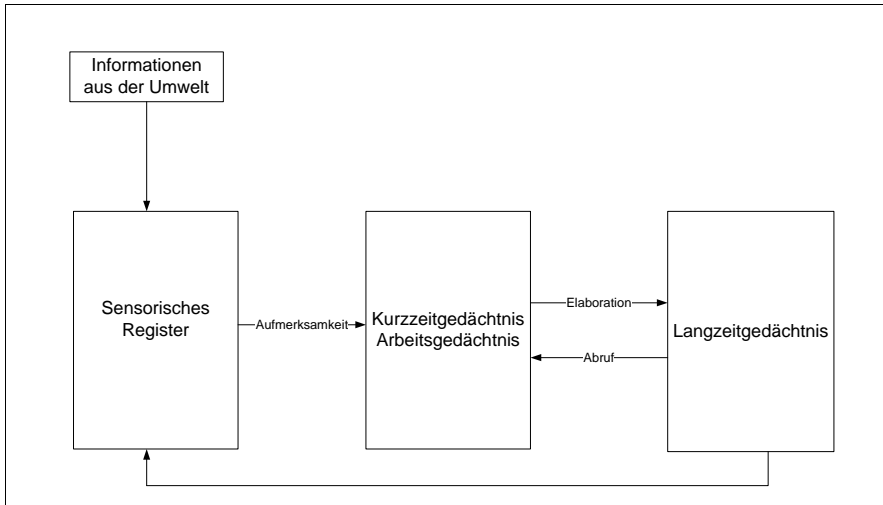 Informationen
aus der Umwelt
Sensorisches
Register
Aufmerksamkeit
Kurzzeitgedächtnis
Arbeitsgedächtnis
Elaboration
Abruf
Langzeitgedächtnis